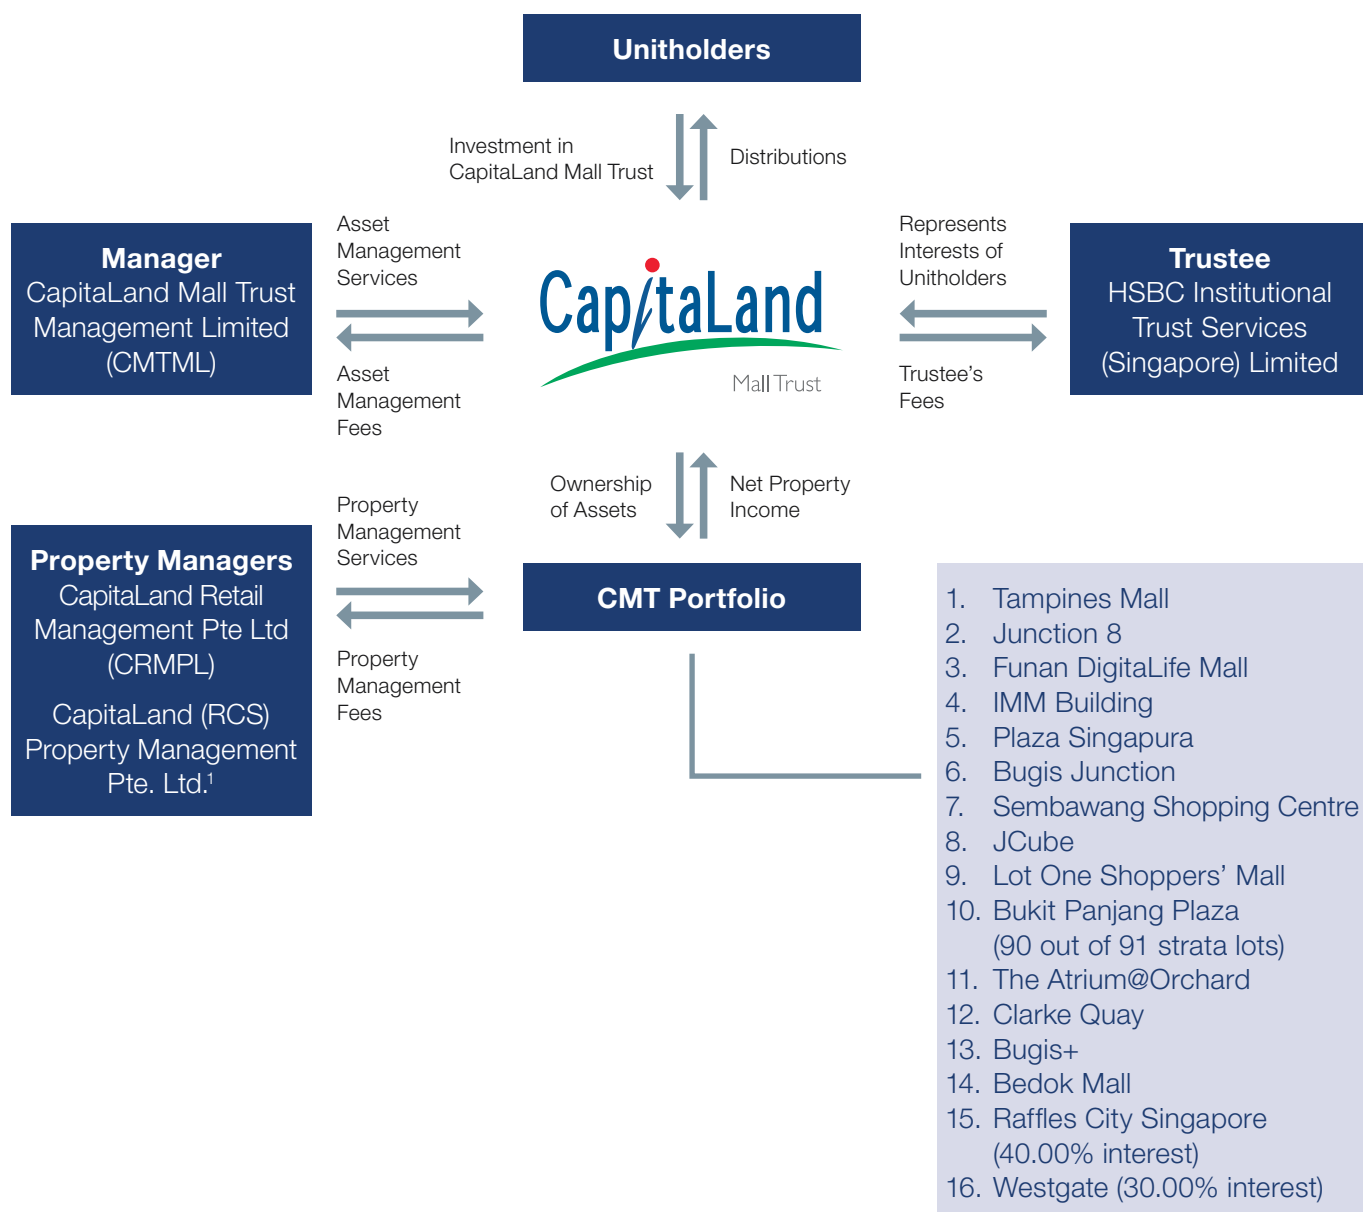 Unitholders
Investment in
CapitaLand Mall Trust
Distributions
Manager
CapitaLand Mall Trust
Management Limited
(CMTML)
Asset
Management
Services
Asset
Management
Fees
CapitaLand
Mall Trust
Represents
Interests of
Unitholders
Trustee's
Fees
Trustee
HSBC Institutional
Trust Services
(Singapore) Limited
Ownership
of Assets
Net Property
Income
Property Managers
CapitaLand Retail
Management Pte Ltd
(CRMPL)
CapitaLand (RCS)
Property Management
Pte. Ltd.¹
Property
Management
Services
Property
Management
Fees
CMT Portfolio
1. Tampines Mall
2. Junction 8
3. Funan DigitaLife Mall
4. IMM Building
5. Plaza Singapura
6. Bugis Junction
7. Sembawang Shopping Centre
8. JCube
9. Lot One Shoppers’ Mall
10. Bukit Panjang Plaza
(90 out of 91 strata lots)
11. The Atrium@Orchard
12. Clarke Quay
13. Bugis+
14. Bedok Mall
15. Raffles City Singapore
(40.00% interest)
16. Westgate (30.00% interest)